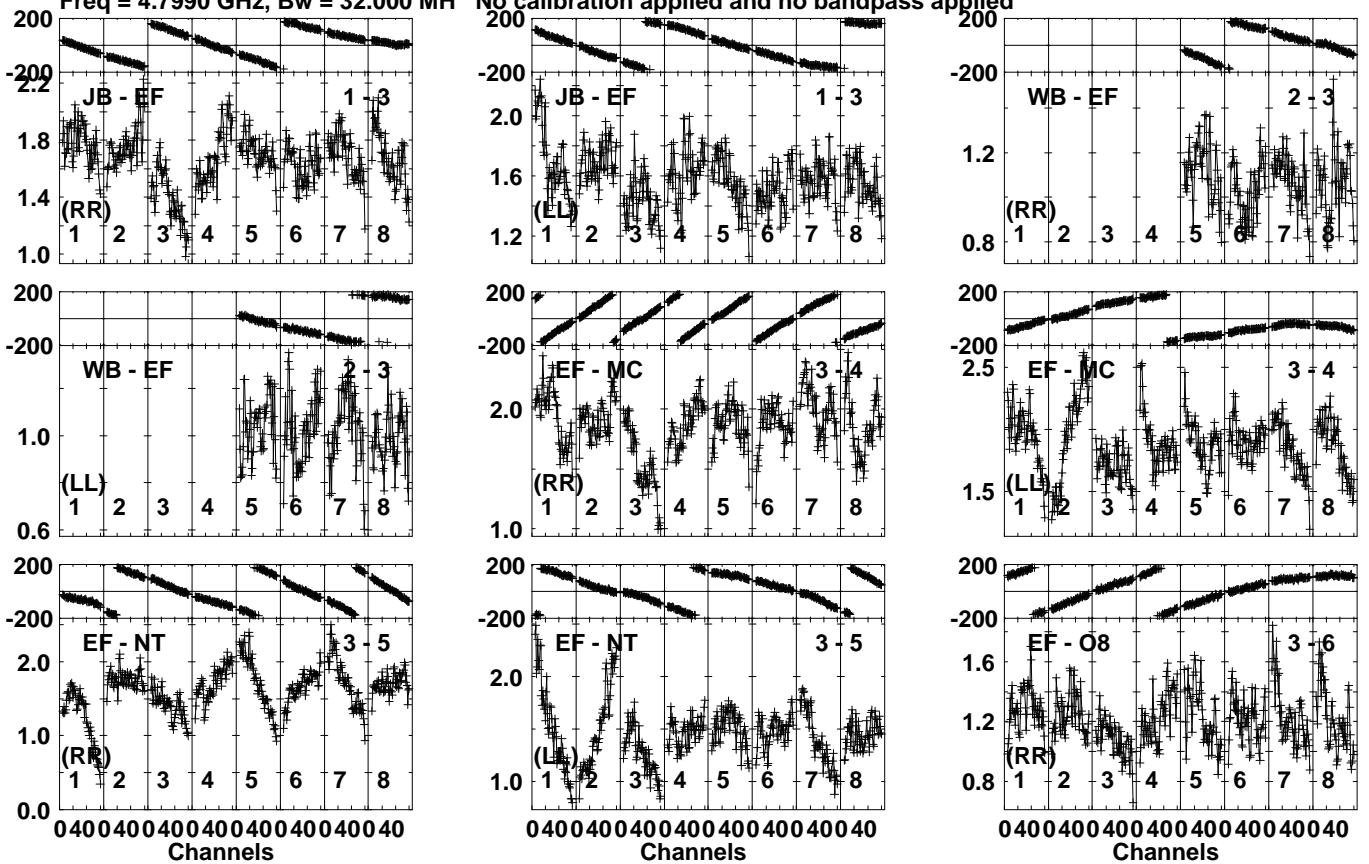 Freq = 4.7990 GHz, Bw = 32.000 MH No calibration applied and no bandpass applied
200 200 200
-200 -200 -200
2.2
JB - EF 1 - 3 JB - EF 1 - 3 WB - EF 2 - 3
2.0
1.8
1.6
1.4
1.2
1.2
1.0
0.8
(RR) (LL) (RR)
1 2 3 4 5 6 7 8 1 2 3 4 5 6 7 8 1 2 3 4 5 6 7 8
200 200 200
-200 -200 -200
WB - EF 2 - 3 EF - MC 3 - 4 EF - MC 3 - 4
2.5
2.0
1.0
1.5
(LL) (RR) (LL)
1 2 3 4 5 6 7 8 1 2 3 4 5 6 7 8 1 2 3 4 5 6 7 8
0.6 1.0
200 200 200
-200 -200 -200
EF - NT 3 - 5 EF - NT 3 - 5 EF - O8 3 - 6
2.0 2.0 1.6
1.2
1.0 1.0 0.8
(RR) (LL) (RR)
1 2 3 4 5 6 7 8 1 2 3 4 5 6 7 8 1 2 3 4 5 6 7 8
0.0
0 40 0 40 0 40 0 40 0 40 0 40 0 40 0 40 0 40 0 40 0 40 0 40 0 40 0 40 0 40 0 40 0 40 0 40 0 40 0 40 0 40 0 40 0 40 0 40
Channels Channels Channels